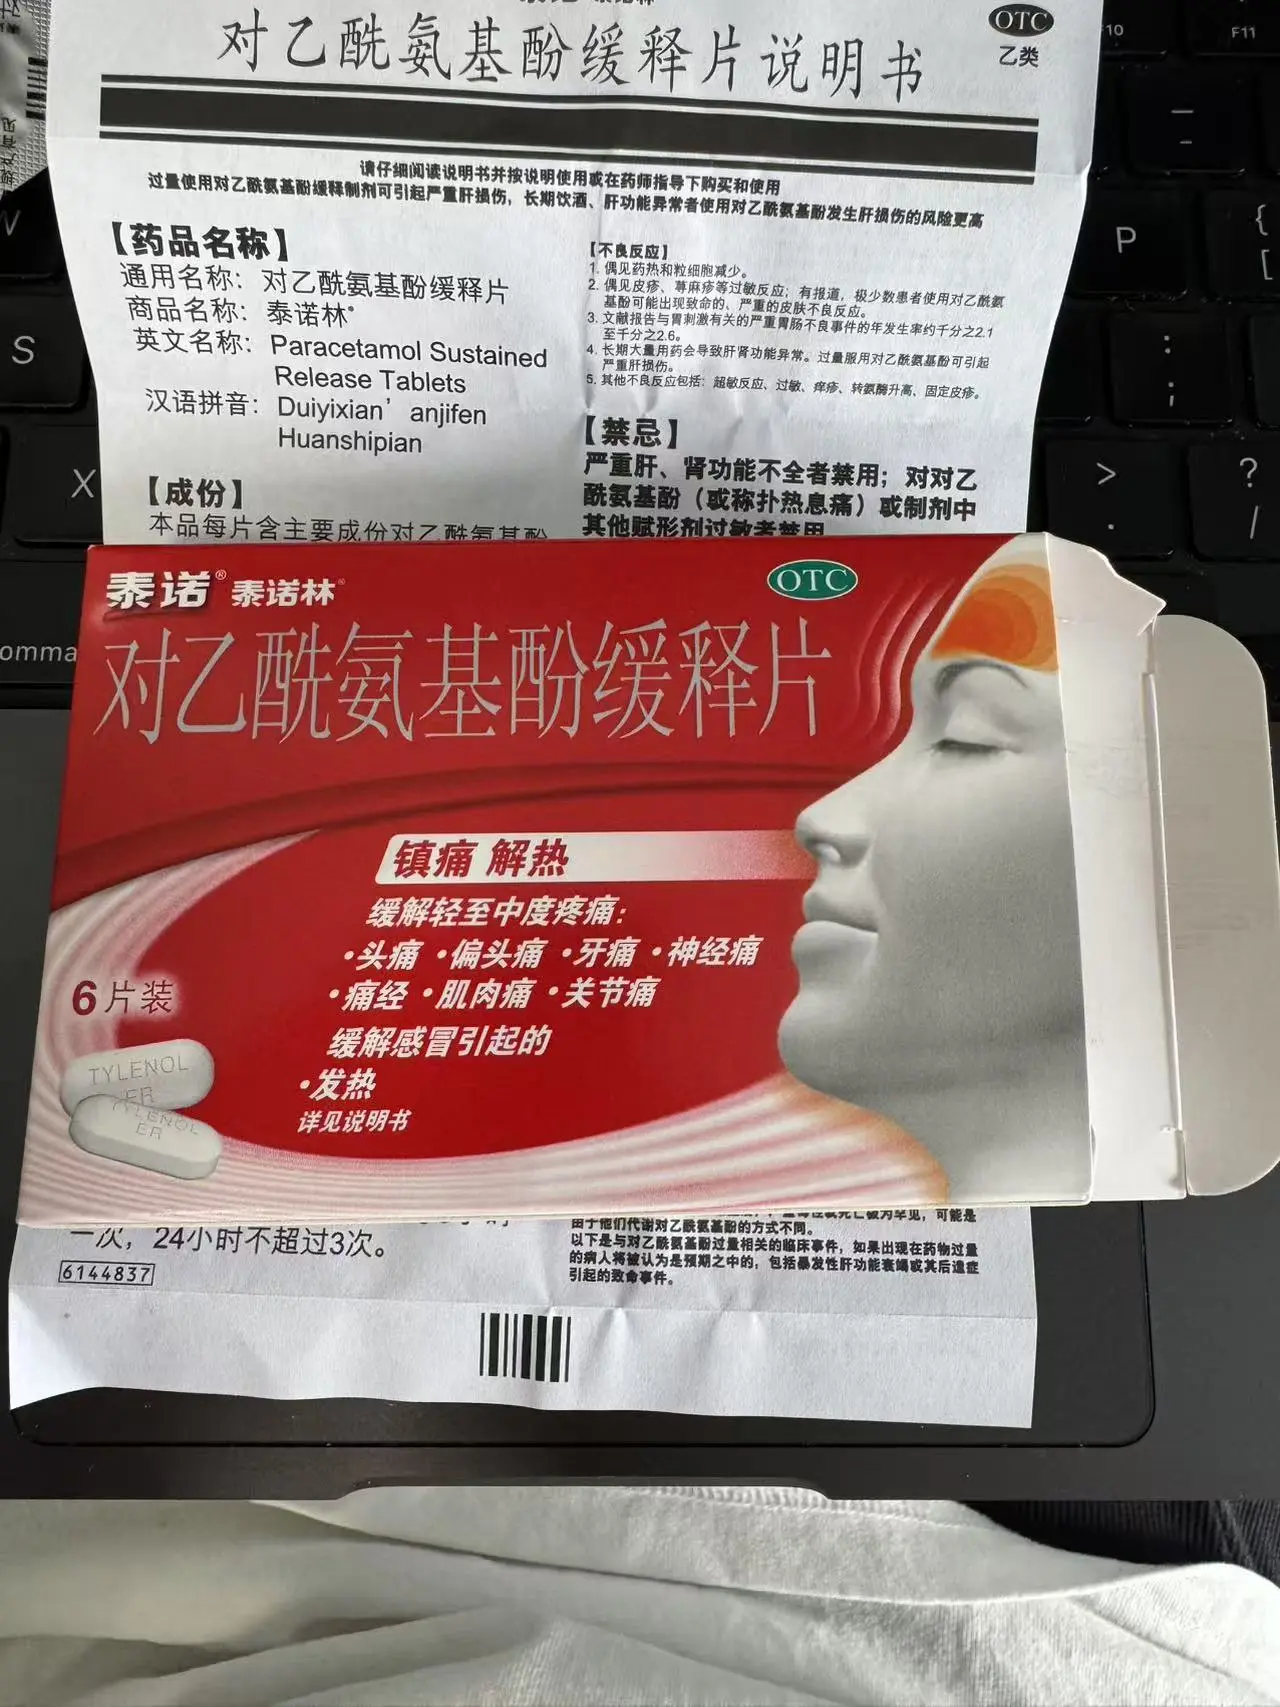 对乙酰氨基酚缓释片说明书
OTC
乙类
请仔细阅读说明书并按说明使用或在药师指导下购买和使用
过量使用对乙酰氨基酚缓释制剂可引起严重肝损伤，长期饮酒、肝功能异常者使用对乙酰氨基酚发生肝损伤的风险更高
【药品名称】
通用名称：对乙酰氨基酚缓释片
商品名称：泰诺林®
英文名称：Paracetamol Sustained
Release Tablets
汉语拼音：Duiyixian’anjifen
Huanshipian
【成份】
本品每片含主要成份对乙酰氨基酚
【不良反应】
1. 偶见药热和粒细胞减少。
2. 偶见皮疹、荨麻疹等过敏反应；有报道，极少数患者使用对乙酰氨
基酚可能出现致命的、严重的皮肤不良反应。
3. 文献报告与胃刺激有关的严重胃肠不良事件的年发生率约千分之2.1
至千分之2.6。
4. 长期大量用药会导致肝肾功能异常。过量服用对乙酰氨基酚可引起
严重肝损伤。
5. 其他不良反应包括：超敏反应、过敏、痒疹、转氨酶升高、固定皮疹。
【禁忌】
严重肝、肾功能不全者禁用；对对乙
酰氨基酚（或称扑热息痛）或制剂中
其他赋形剂过敏者禁用
泰诺® 泰诺林®
OTC
对乙酰氨基酚缓释片
镇痛 解热
缓解轻至中度疼痛：
·头痛 ·偏头痛 ·牙痛 ·神经痛
·痛经 ·肌肉痛 ·关节痛
缓解感冒引起的
·发热
详见说明书
6片装
TYLENOL
ER
TYLENOL
ER
一次，24小时不超过3次。
6144837
由于他们代谢对乙酰氨基酚的方式不同。
以下是与对乙酰氨基酚过量相关的临床事件，如果出现在药物过量
的病人将被认为是预期之中的，包括暴发性肝功能衰竭或其后遗症
引起的致命事件。
F11
P
{
[
S
:
;
X
>
.
?
/